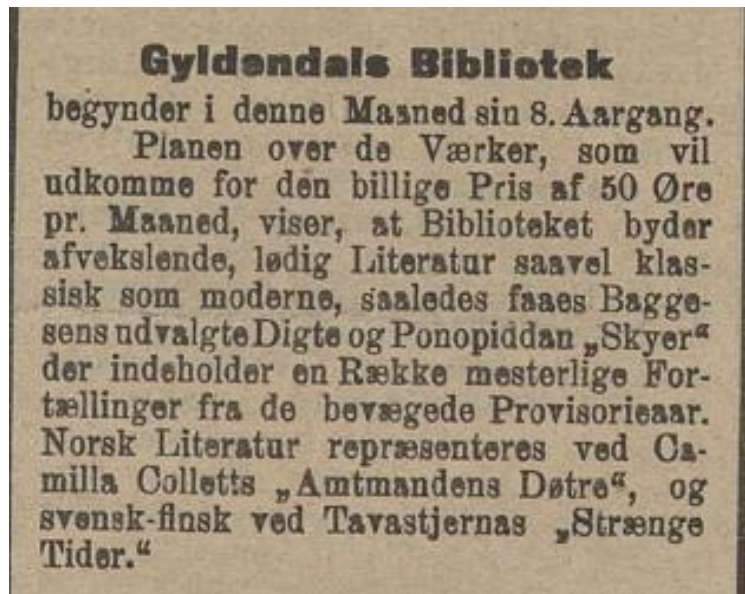 Gyldendals Bibliotek
begynder i denne Maaned sin 8. Aargang.
Planen over de Værker, som vil
udkomme for den billige Pris af 50 Øre
pr. Maaned, viser, at Biblioteket byder
afvekslende, lødig Literatur saavel klas-
sisk som moderne, saaledes faaes Bagge-
sens udvalgte Digte og Ponopiddan „Skyer“
der indeholder en Række mesterlige For-
tællinger fra de bevægede Provisorieaar.
Norsk Literatur repræsenteres ved Ca-
milla Colletts „Amtmandens Døtre“, og
svensk-finsk ved Tavastjernas „Strænge
Tider.“